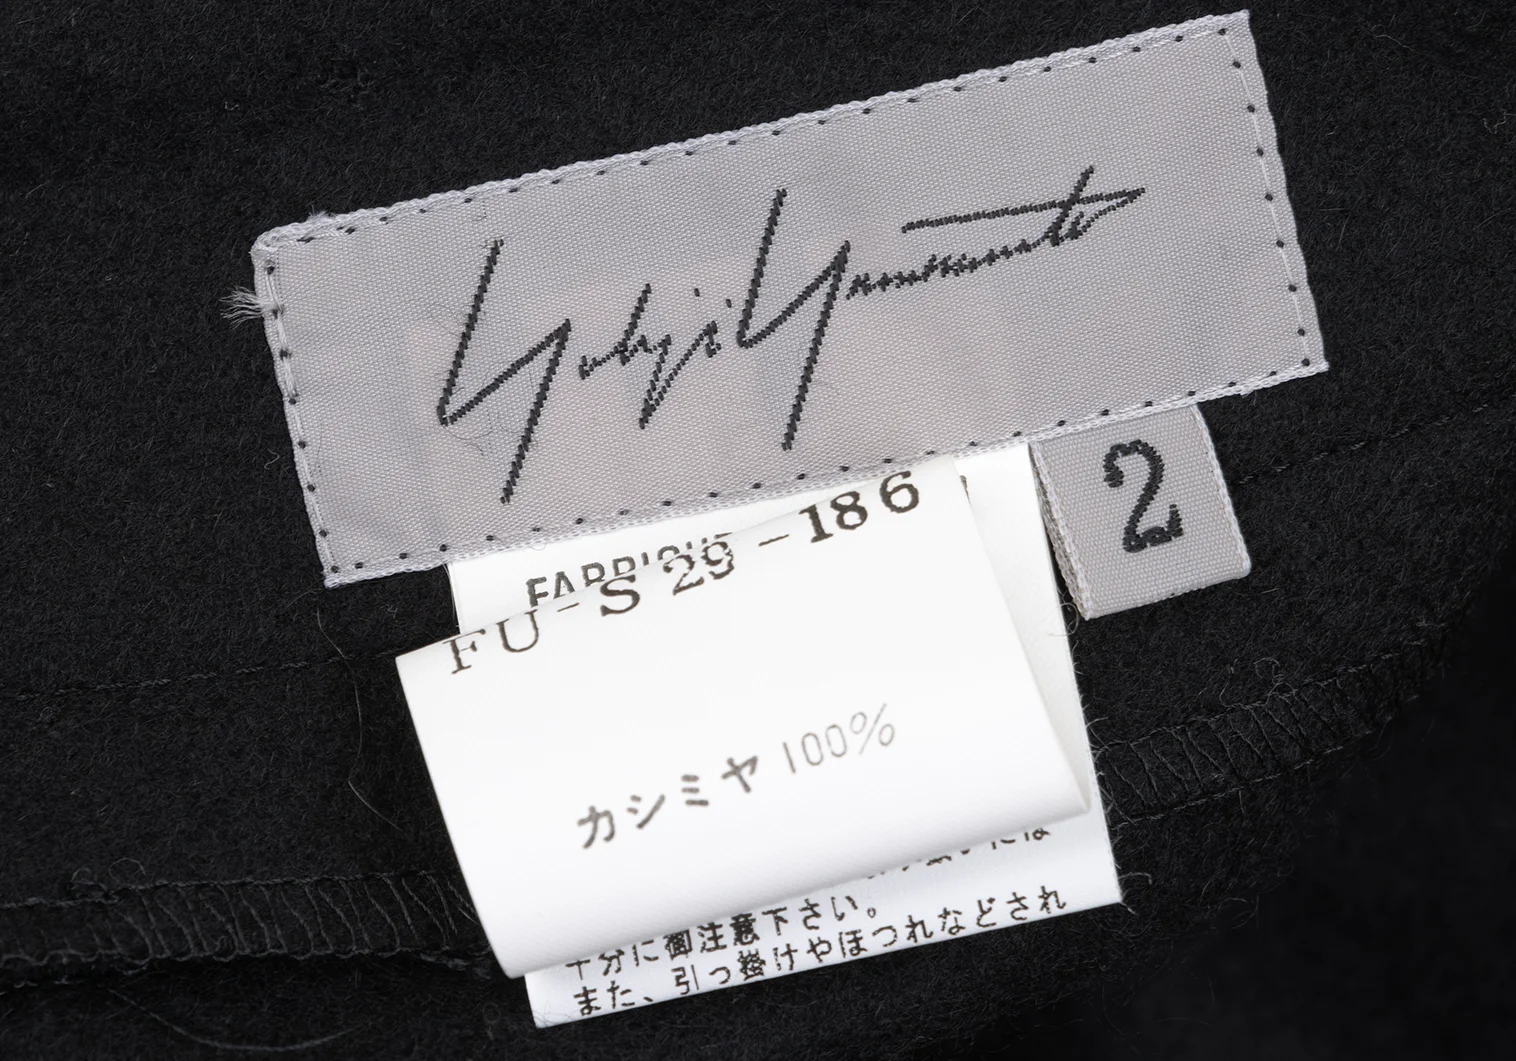 Yohji Yamamoto
2
FU-S29-186
カシミヤ 100%
十分に御注意下さい。
また、引っ掛けやほつれなどされ